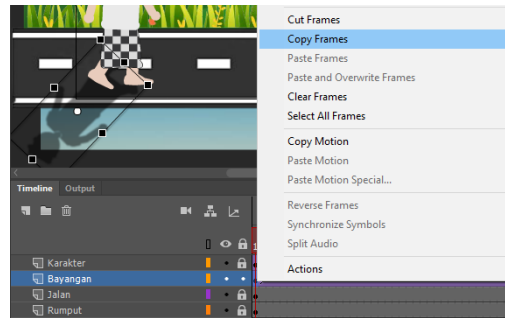 Cut Frames
Copy Frames
Paste Frames
Paste and Overwrite Frames
Clear Frames
Select All Frames
Copy Motion
Paste Motion
Paste Motion Special...
Reverse Frames
Synchronize Symbols
Split Audio
Actions
Timeline Output
1
Karakter
Bayangan
Jalan
Rumput